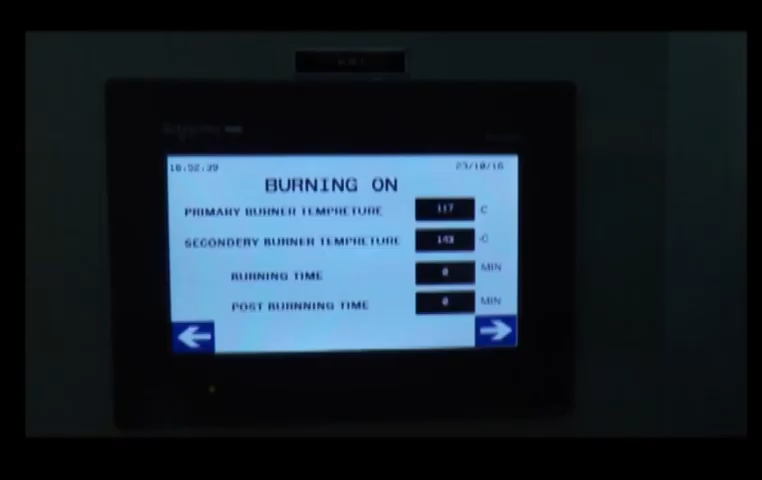 16:52:39 23/10/16
BURNING ON
PRIMARY BURNER TEMPRETURE 117 C
SECONDERY BURNER TEMPRETURE 143 C
BURNING TIME 0 MIN
POST BURNNING TIME 0 MIN